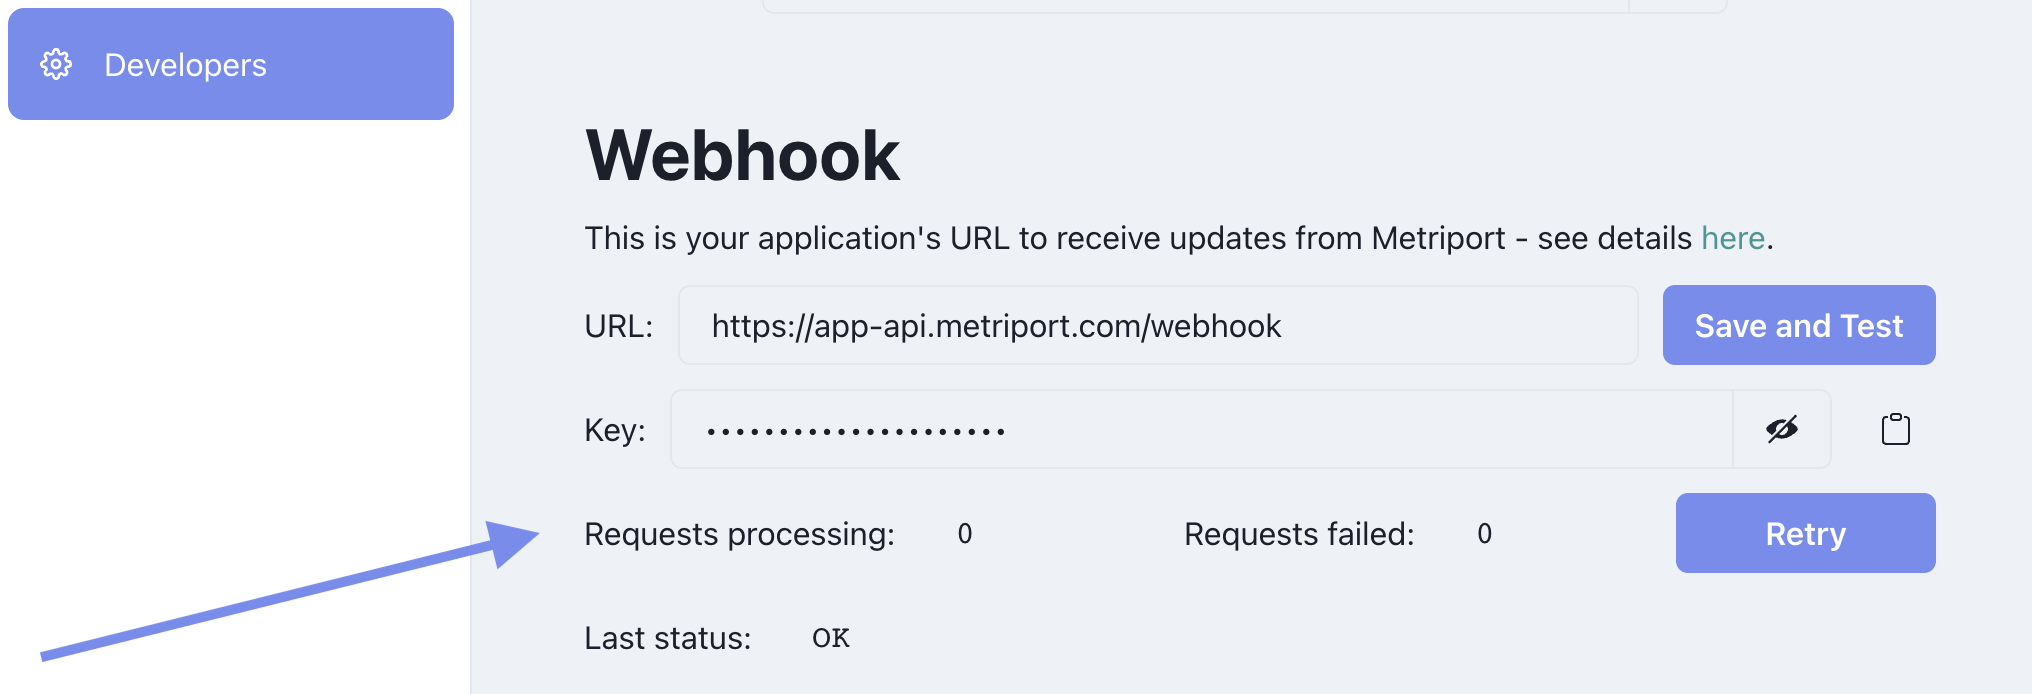 Developers
Webhook
This is your application's URL to receive updates from Metriport - see details here.
URL: https://app-api.metriport.com/webhook Save and Test
Key: •••••••••••••••••••••
Requests processing: 0 Requests failed: 0 Retry
Last status: OK